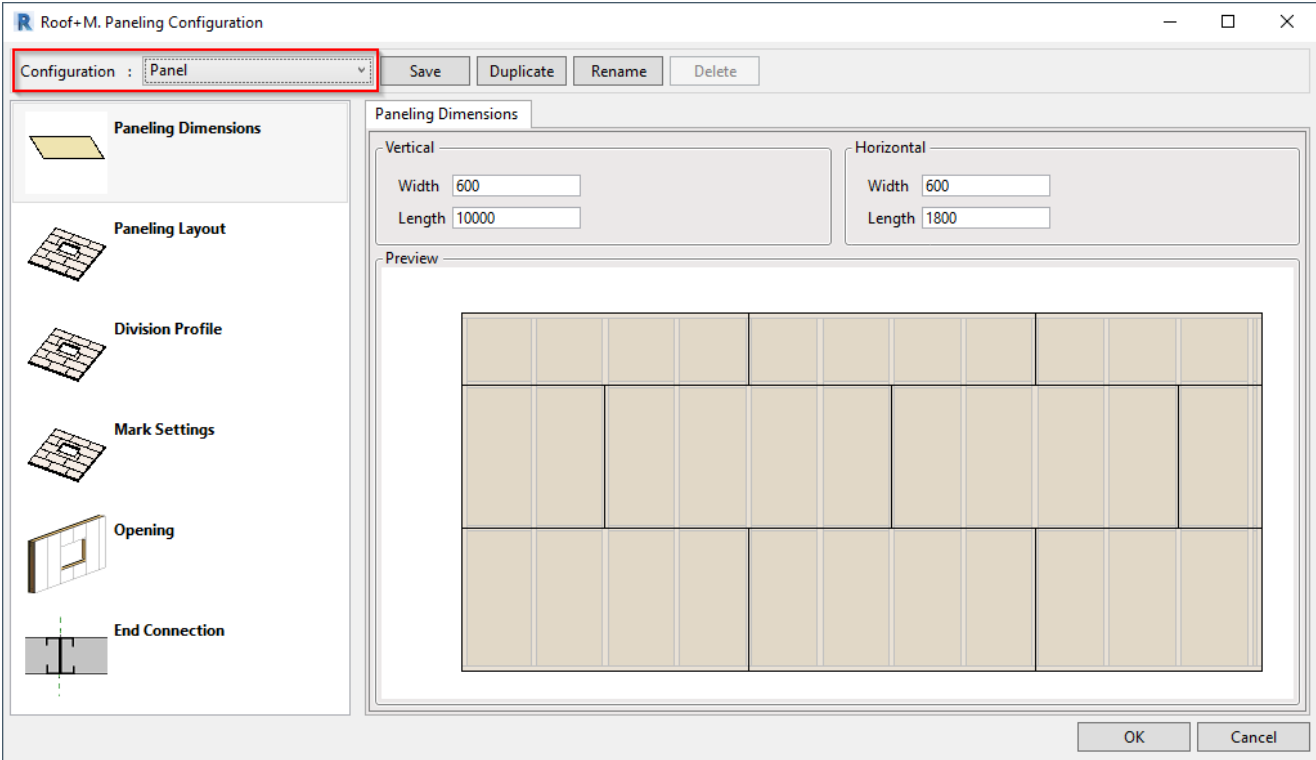 Roof+M. Paneling Configuration
Configuration : Panel Save Duplicate Rename Delete
Paneling Dimensions
Paneling Layout
Division Profile
Mark Settings
Opening
End Connection
Paneling Dimensions
Vertical
Width 600
Length 10000
Horizontal
Width 600
Length 1800
Preview
OK Cancel